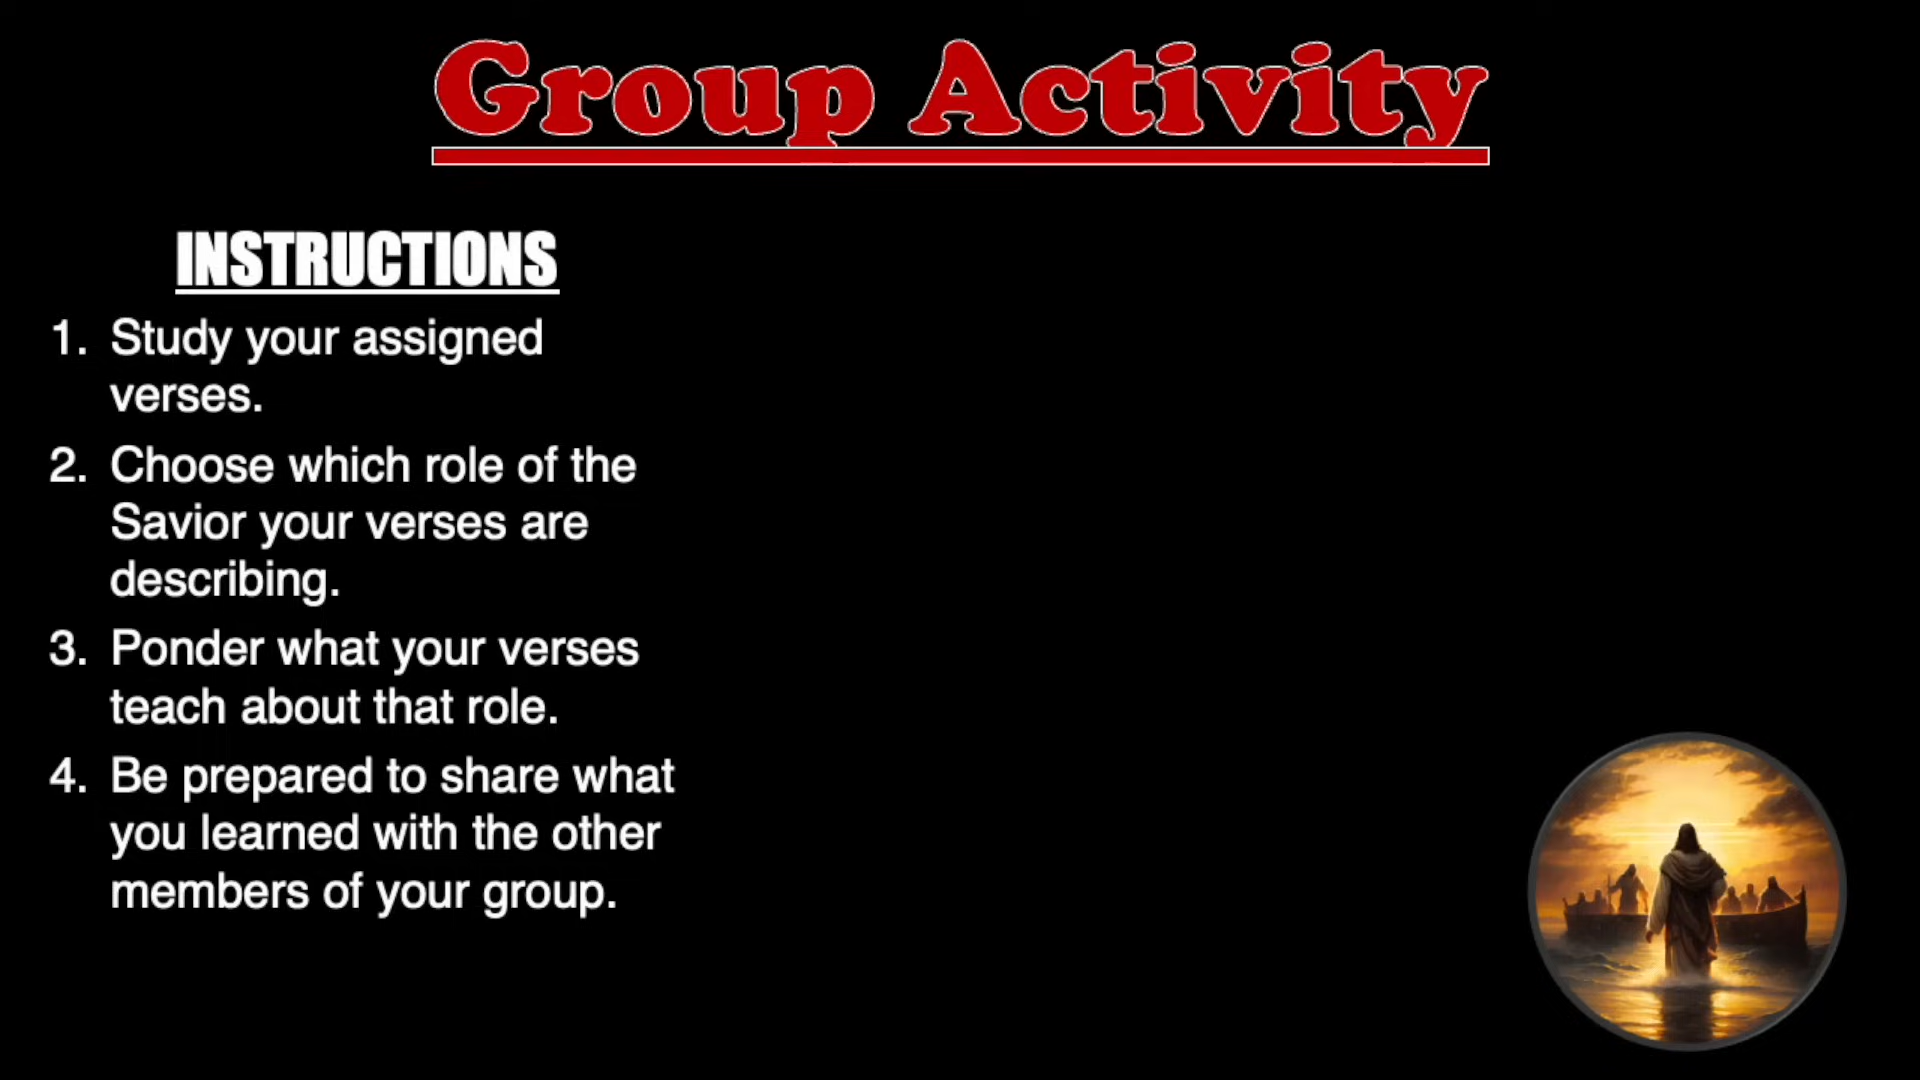 Group Activity
INSTRUCTIONS
1. Study your assigned
verses.
2. Choose which role of the
Savior your verses are
describing.
3. Ponder what your verses
teach about that role.
4. Be prepared to share what
you learned with the other
members of your group.